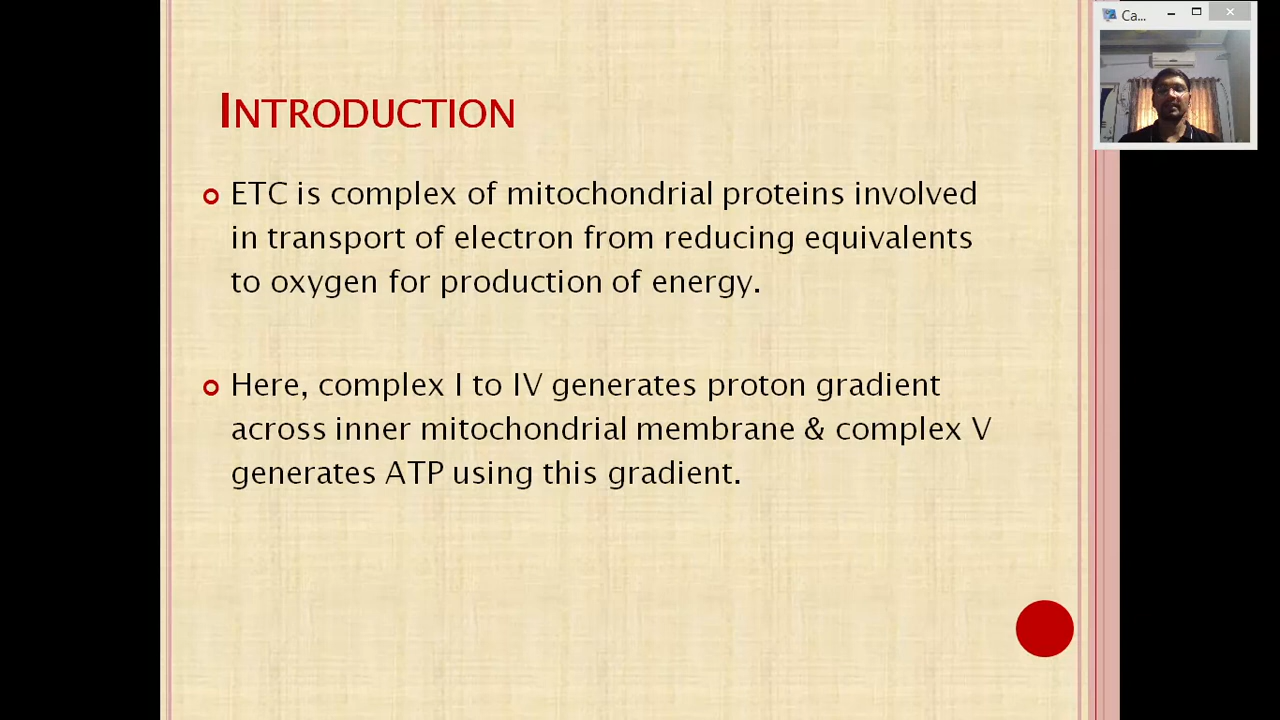 Ca...
INTRODUCTION
ETC is complex of mitochondrial proteins involved
in transport of electron from reducing equivalents
to oxygen for production of energy.
Here, complex I to IV generates proton gradient
across inner mitochondrial membrane & complex V
generates ATP using this gradient.